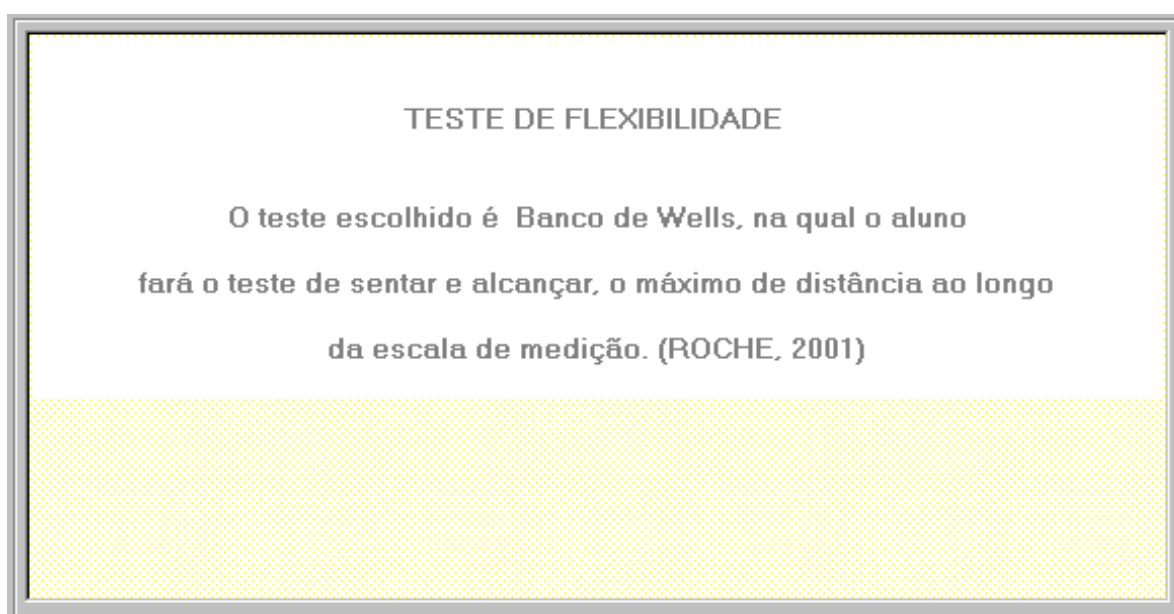 TESTE DE FLEXIBILIDADE
O teste escolhido é Banco de Wells, na qual o aluno
fará o teste de sentar e alcançar, o máximo de distância ao longo
da escala de medição. (ROCHE, 2001)